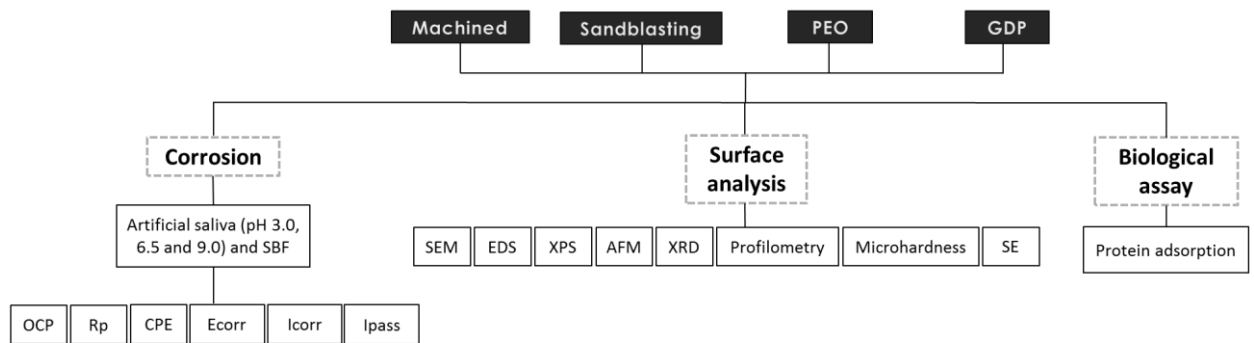 Machined
Sandblasting
PEO
GDP
Corrosion
Surface
analysis
Biological
assay
Artificial saliva (pH 3.0,
6.5 and 9.0) and SBF
SEM
EDS
XPS
AFM
XRD
Profilometry
Microhardness
SE
Protein adsorption
OCP
Rp
CPE
Ecorr
Icorr
Ipass